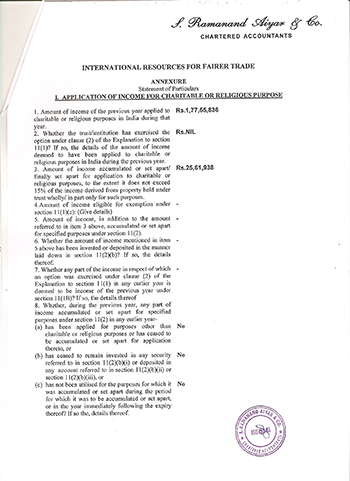 S. Ramanand Aiyar & Co.
CHARTERED ACCOUNTANTS
INTERNATIONAL RESOURCES FOR FAIRER TRADE
ANNEXURE
Statement of Particulars
I. APPLICATION OF INCOME FOR CHARITABLE OR RELIGIOUS PURPOSE
1. Amount of income of the previous year applied to Rs.1,77,55,836
charitable or religious purposes in India during that
year.
2. Whether the trust/institution has exercised the Rs.NIL
option under clause (2) of the Explanation to section
11(1)? If so, the details of the amount of income
deemed to have been applied to charitable or
religious purposes in India during the previous year.
3. Amount of income accumulated or set apart/ Rs.25,61,938
finally set apart for application to charitable or
religious purposes, to the extent it does not exceed
15% of the income derived from property held under
trust wholly/ in part only for such purposes.
4.Amount of income eligible for exemption under -
section 11(1)(c): (Give details)
5. Amount of income, in addition to the amount -
referred to in item 3 above, accumulated or set apart
for specified purposes under section 11(2).
6. Whether the amount of income mentioned in item -
5 above has been invested or deposited in the manner
laid down in section 11(2)(b)? If so, the details
thereof.
7. Whether any part of the income in respect of which -
an option was exercised under clause (2) of the
Explanation to section 11(1) in any earlier year is
deemed to be income of the previous year under
section 11(1B)? If so, the details thereof
8. Whether, during the previous year, any part of
income accumulated or set apart for specified
purposes under section 11(2) in any earlier year-
(a) has been applied for purposes other than No
charitable or religious purposes or has ceased to
be accumulated or set apart for application
thereto, or
(b) has ceased to remain invested in any security No
referred to in section 11(2)(b)(i) or deposited in
any account referred to in section 11(2)(b)(ii) or
section 11(2)(b)(iii), or
(c) has not been utilised for the purposes for which it No
was accumulated or set apart during the period
for which it was to be accumulated or set apart,
or in the year immediately following the expiry
thereof? If so, the details thereof.
S. RAMANAND AIYAR & CO.
CHARTERED ACCOUNTANTS